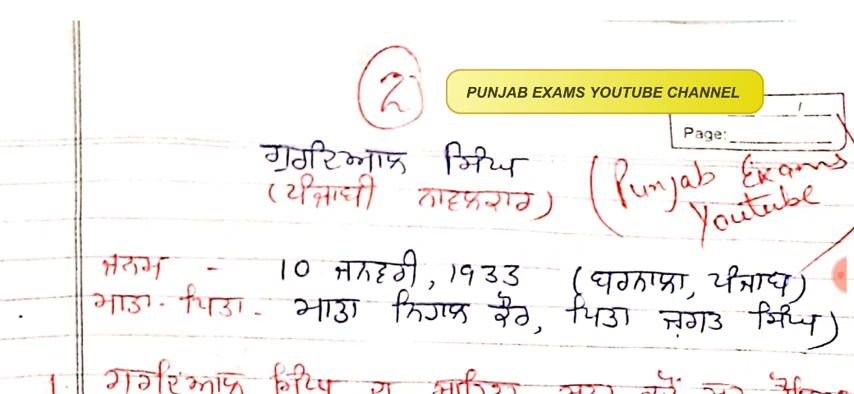 2
PUNJAB EXAMS YOUTUBE CHANNEL
Page:
ਗੁਰਦਿਆਲ ਸਿੰਘ
(ਪੰਜਾਬੀ ਨਾਵਲਕਾਰ)
(Punjab Exams
Youtube
ਜਨਮ - 10 ਜਨਵਰੀ, 1933 (ਬਰਨਾਲਾ, ਪੰਜਾਬ)
ਮਾਤਾ-ਪਿਤਾ- ਮਾਤਾ ਨਿਹਾਲ ਕੌਰ, ਪਿਤਾ ਜਗਤ ਸਿੰਘ)
1. ਗੁਰਦਿਆਲ ਸਿੰਘ ਦਾ